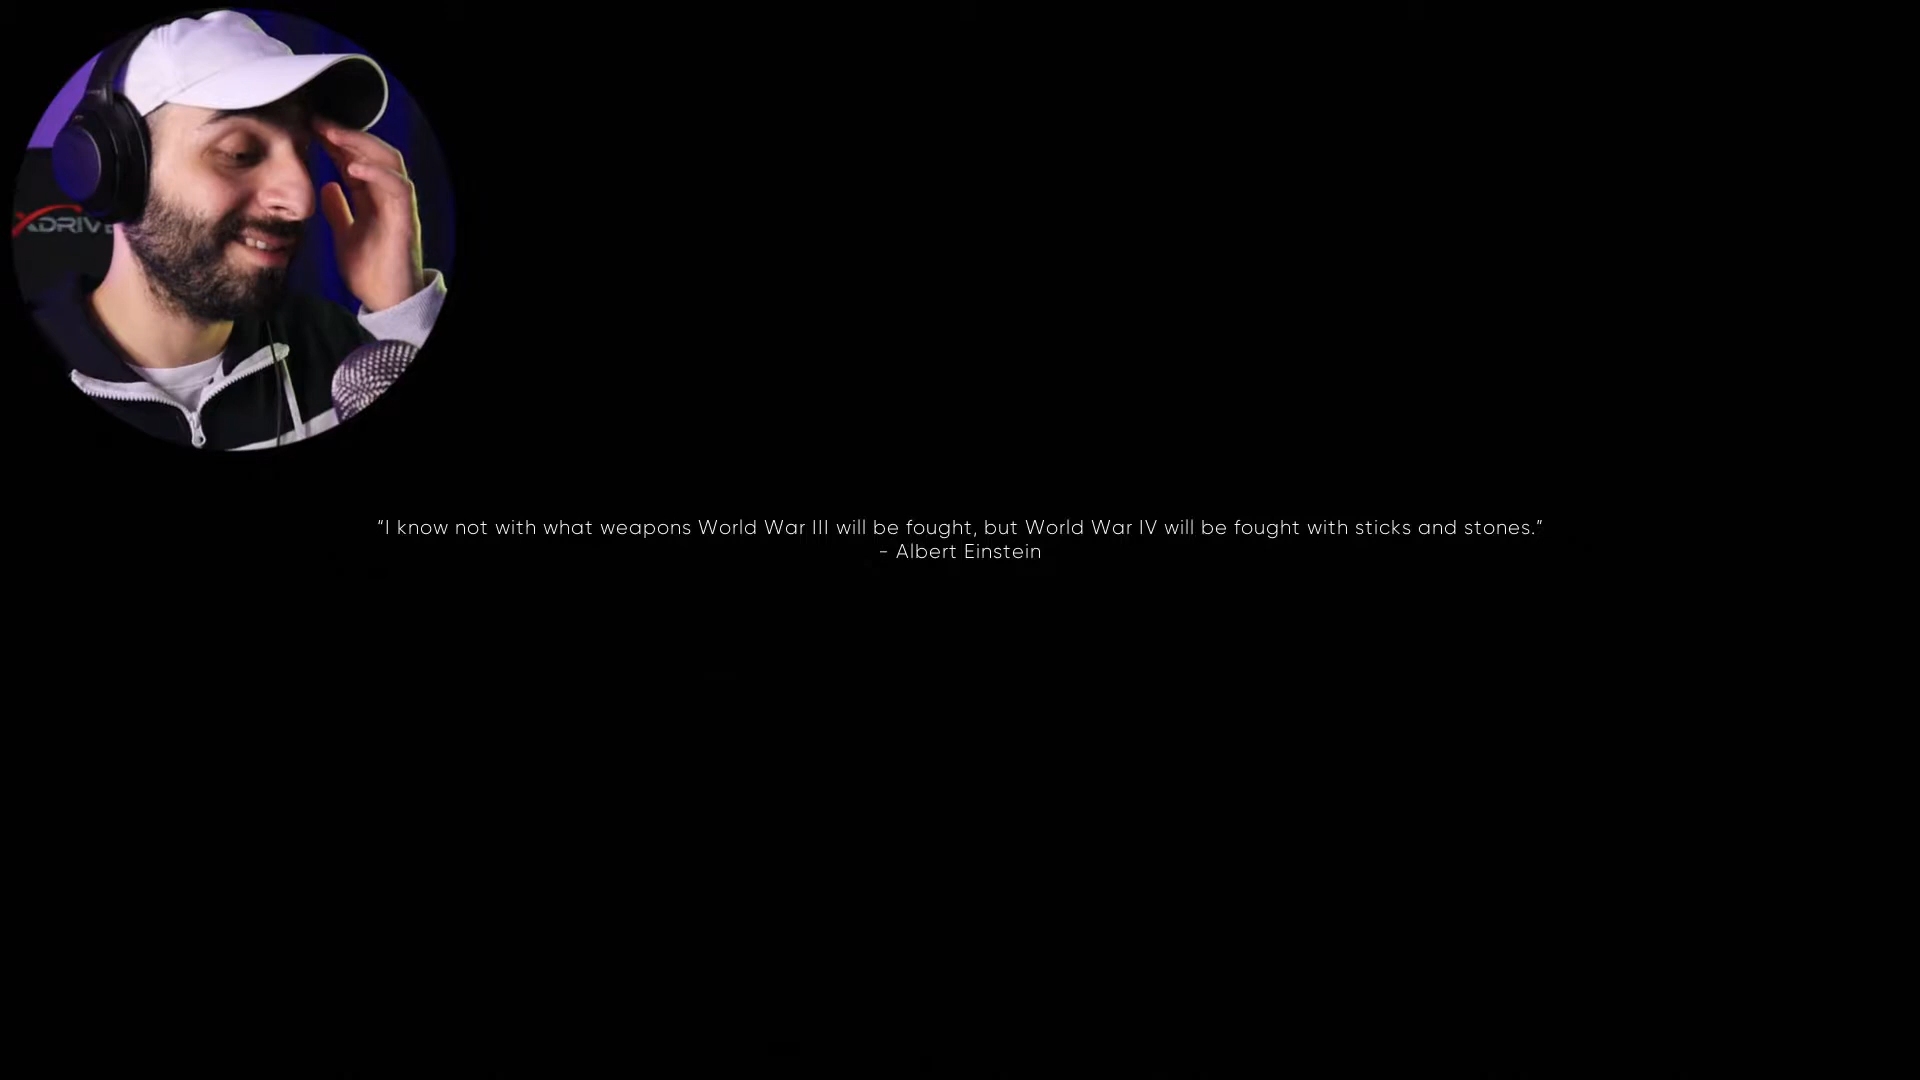 XDRIVE
“I know not with what weapons World War III will be fought, but World War IV will be fought with sticks and stones.”
- Albert Einstein